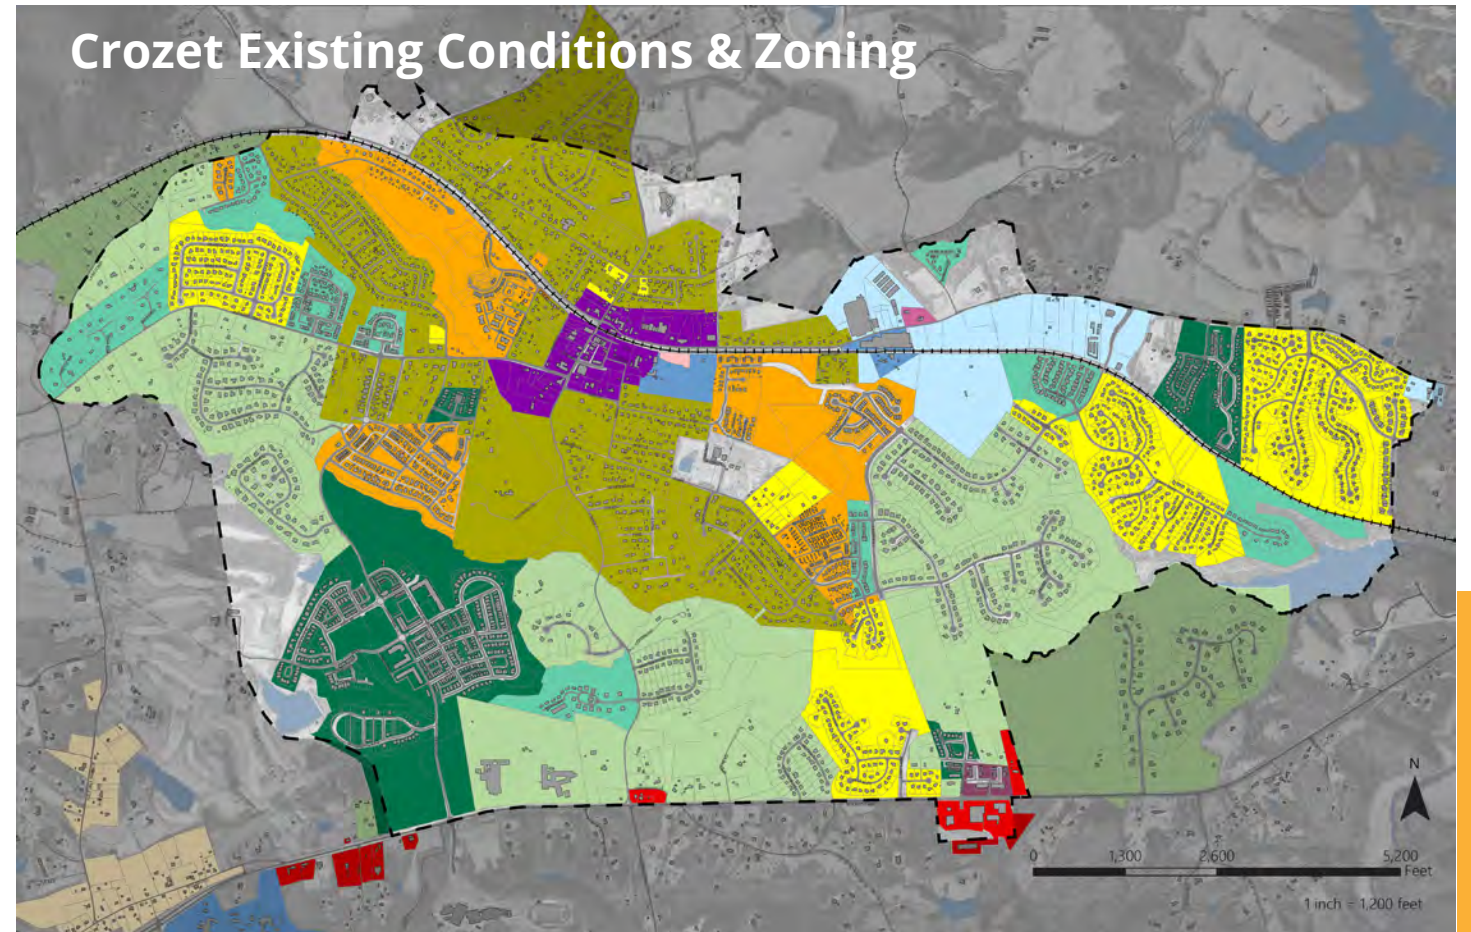 Crozet Existing Conditions & Zoning
N
0 1,300 2,600 5,200
Feet
1 inch = 1,200 feet